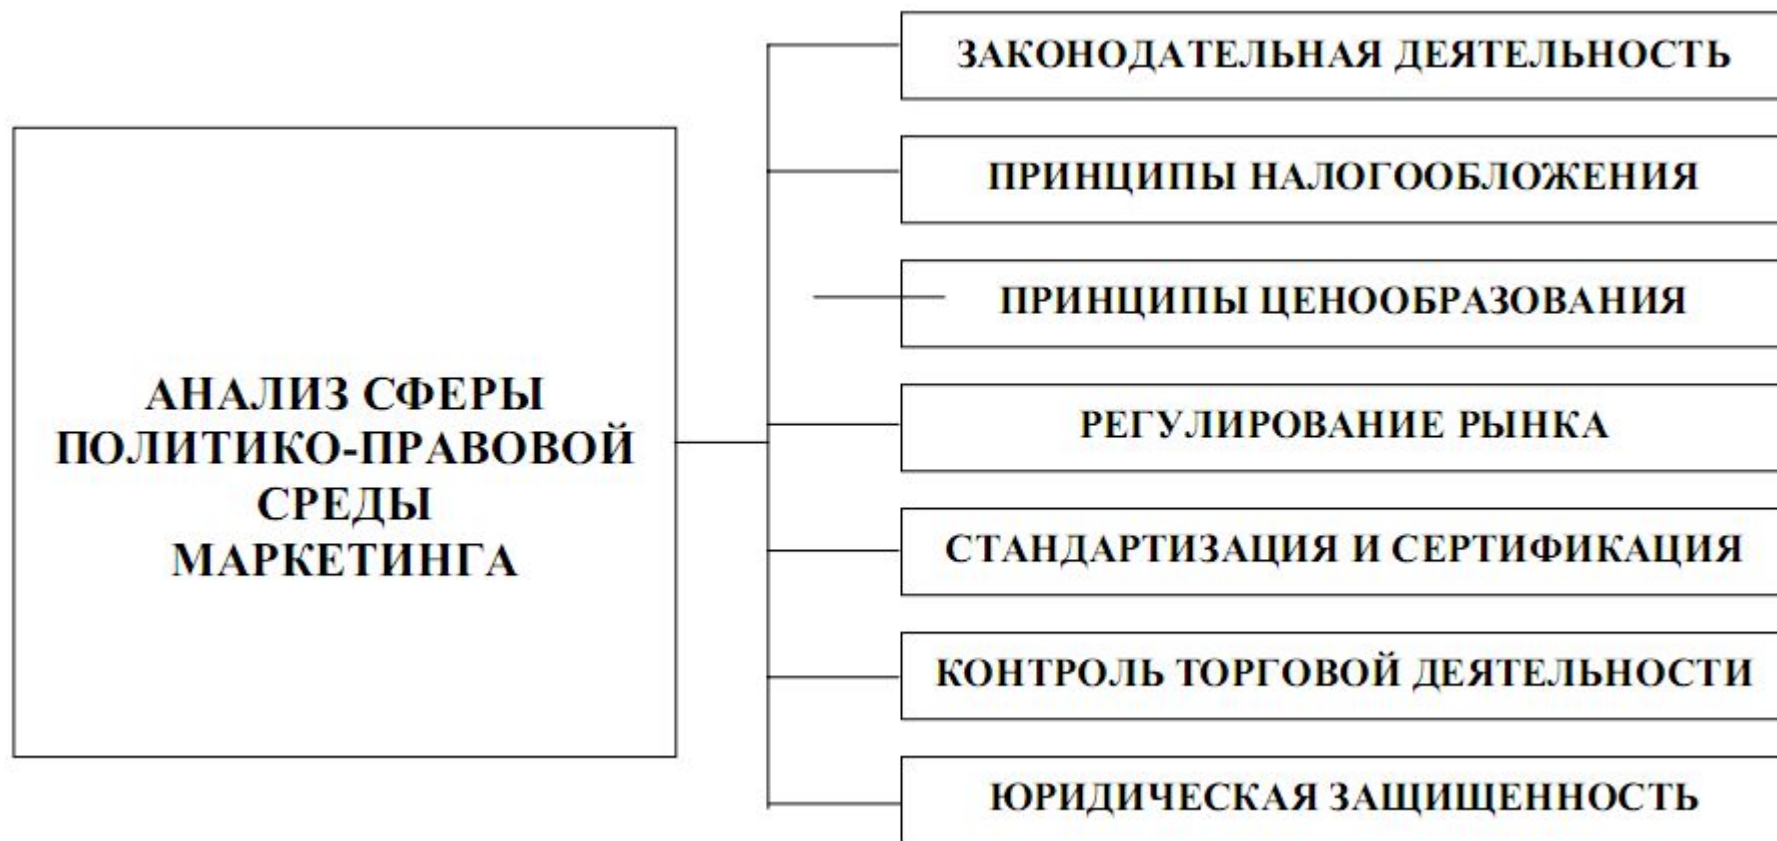 АНАЛИЗ СФЕРЫ
ПОЛИТИКО-ПРАВОВОЙ
СРЕДЫ
МАРКЕТИНГА
ЗАКОНОДАТЕЛЬНАЯ ДЕЯТЕЛЬНОСТЬ
ПРИНЦИПЫ НАЛОГООБЛОЖЕНИЯ
ПРИНЦИПЫ ЦЕНООБРАЗОВАНИЯ
РЕГУЛИРОВАНИЕ РЫНКА
СТАНДАРТИЗАЦИЯ И СЕРТИФИКАЦИЯ
КОНТРОЛЬ ТОРГОВОЙ ДЕЯТЕЛЬНОСТИ
ЮРИДИЧЕСКАЯ ЗАЩИЩЕННОСТЬ